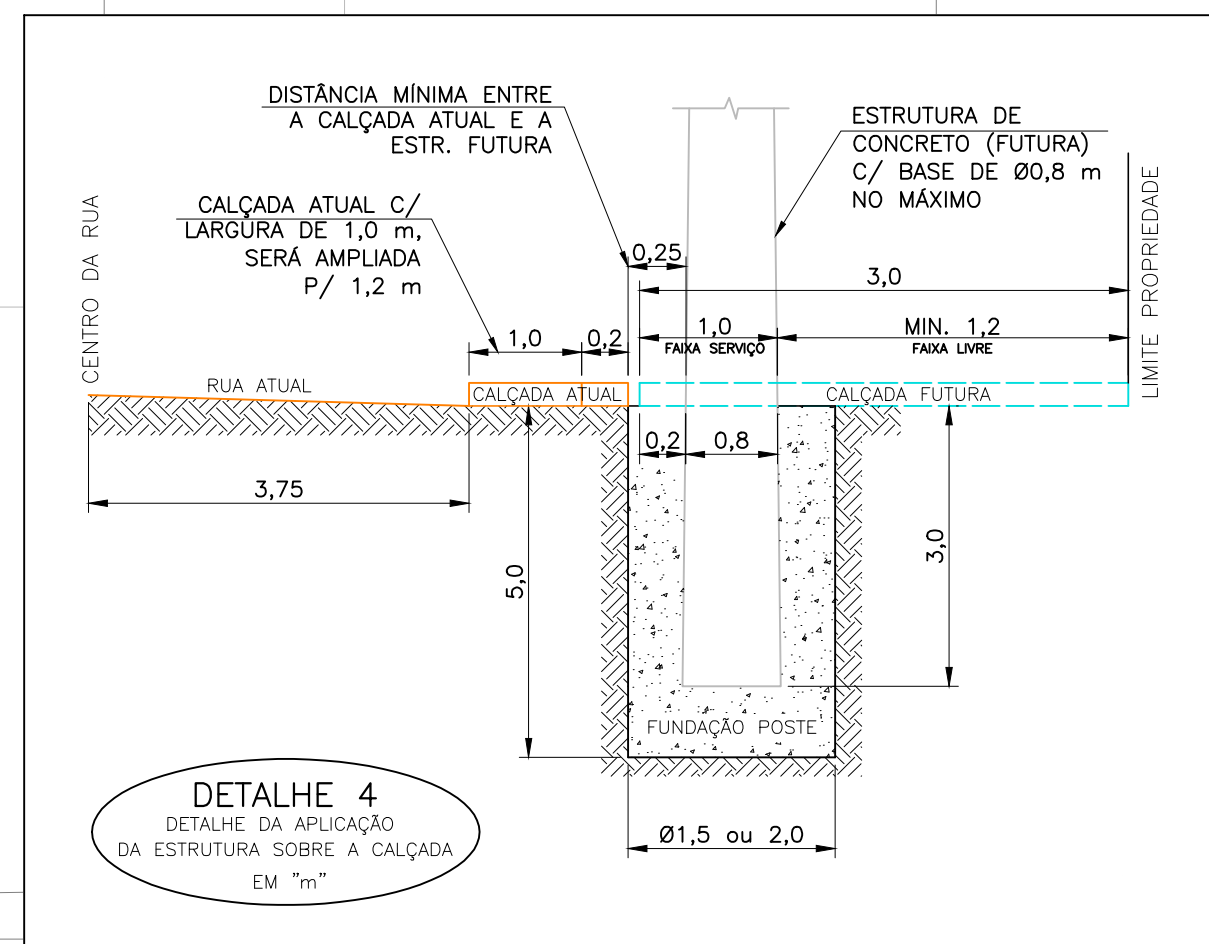 DISTÂNCIA MÍNIMA ENTRE
A CALÇADA ATUAL E A
ESTR. FUTURA
ESTRUTURA DE
CONCRETO (FUTURA)
C/ BASE DE Ø0,8 m
NO MÁXIMO
CALÇADA ATUAL C/
LARGURA DE 1,0 m,
SERÁ AMPLIADA
P/ 1,2 m
CENTRO DA RUA
LIMITE PROPRIEDADE
0,25
3,0
1,0
0,2
1,0
FAIXA SERVIÇO
MIN. 1,2
FAIXA LIVRE
RUA ATUAL
CALÇADA ATUAL
CALÇADA FUTURA
0,2
0,8
3,75
5,0
3,0
FUNDAÇÃO POSTE
Ø1,5 ou 2,0
DETALHE 4
DETALHE DA APLICAÇÃO
DA ESTRUTURA SOBRE A CALÇADA
EM "m"